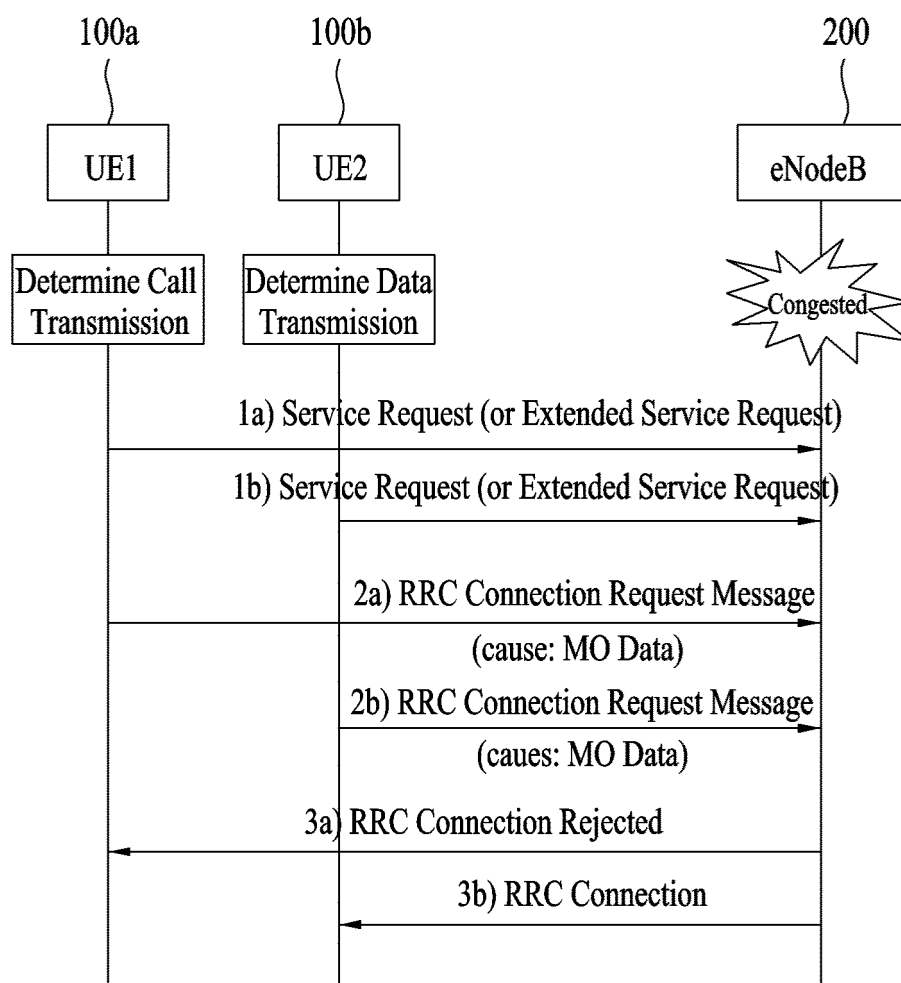 100a
100b
200
UE1
UE2
eNodeB
Determine Call
Transmission
Determine Data
Transmission
Congested
1a) Service Request (or Extended Service Request)
1b) Service Request (or Extended Service Request)
2a) RRC Connection Request Message
(cause: MO Data)
2b) RRC Connection Request Message
(caues: MO Data)
3a) RRC Connection Rejected
3b) RRC Connection